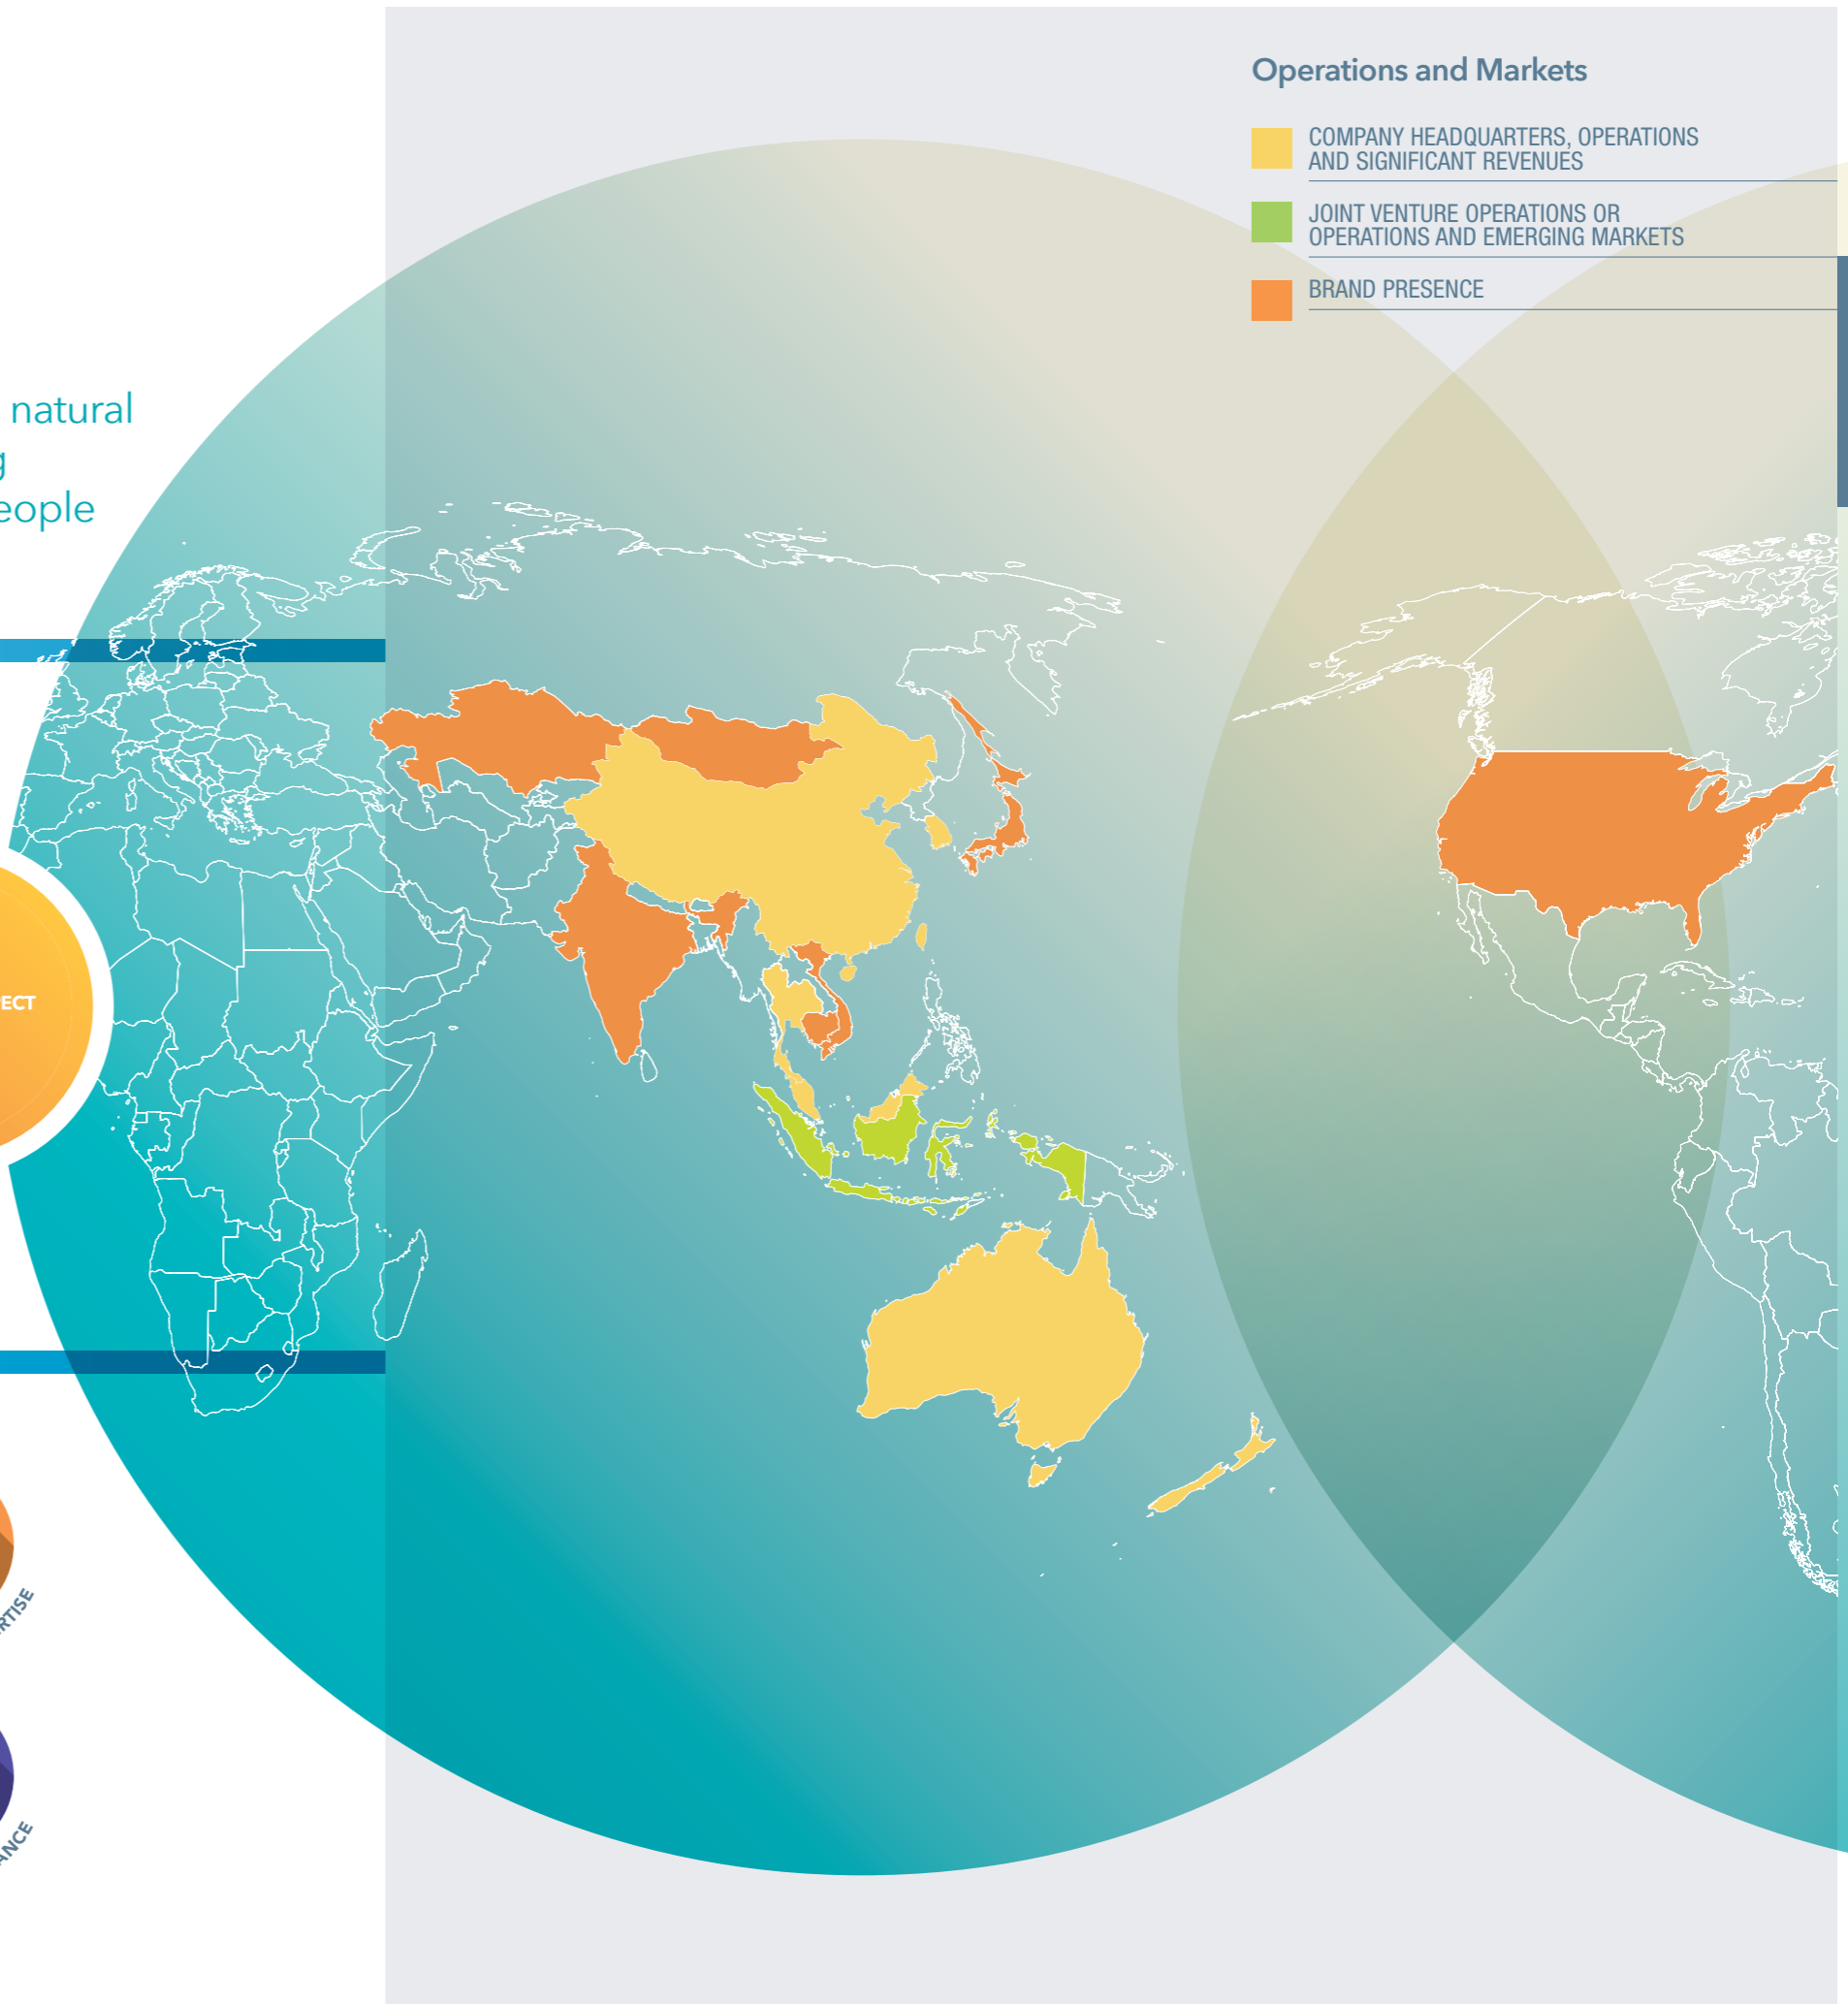 Operations and Markets
COMPANY HEADQUARTERS, OPERATIONS
AND SIGNIFICANT REVENUES
JOINT VENTURE OPERATIONS OR
OPERATIONS AND EMERGING MARKETS
BRAND PRESENCE
natural
g
eople
ECT
RTISE
ANCE